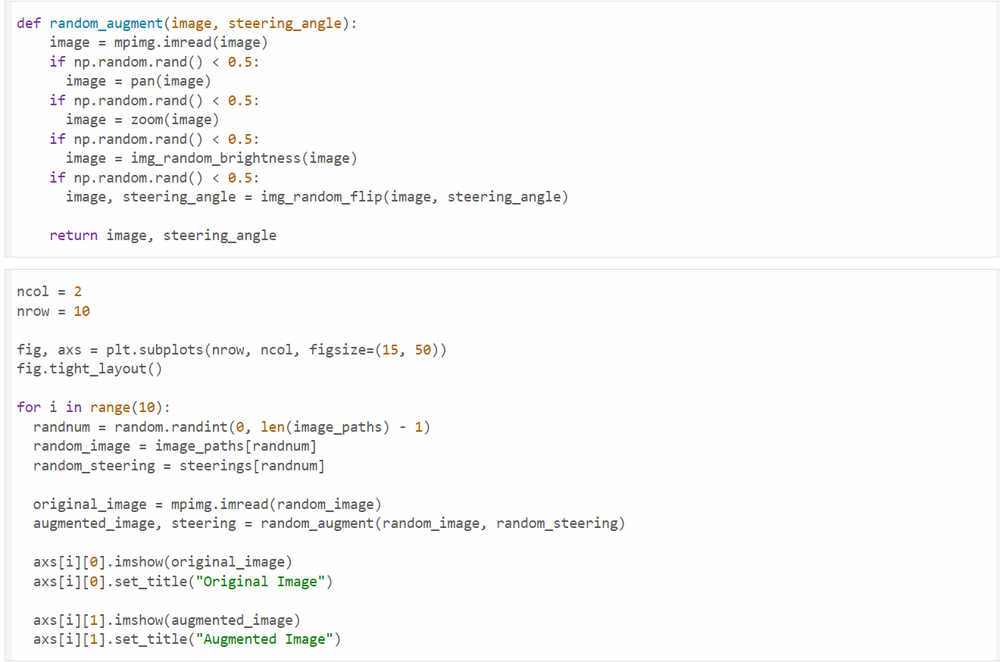 def random_augment(image, steering_angle):
    image = mpimg.imread(image)
    if np.random.rand() < 0.5:
      image = pan(image)
    if np.random.rand() < 0.5:
      image = zoom(image)
    if np.random.rand() < 0.5:
      image = img_random_brightness(image)
    if np.random.rand() < 0.5:
      image, steering_angle = img_random_flip(image, steering_angle)

    return image, steering_angle

ncol = 2
nrow = 10

fig, axs = plt.subplots(nrow, ncol, figsize=(15, 50))
fig.tight_layout()

for i in range(10):
  randnum = random.randint(0, len(image_paths) - 1)
  random_image = image_paths[randnum]
  random_steering = steerings[randnum]

  original_image = mpimg.imread(random_image)
  augmented_image, steering = random_augment(random_image, random_steering)

  axs[i][0].imshow(original_image)
  axs[i][0].set_title("Original Image")

  axs[i][1].imshow(augmented_image)
  axs[i][1].set_title("Augmented Image")